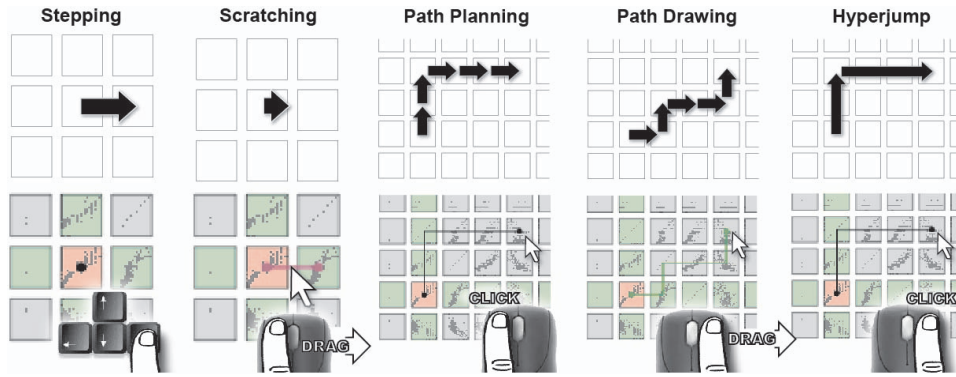 Stepping
Scratching
Path Planning
Path Drawing
Hyperjump
DRAG
CLICK
DRAG
CLICK